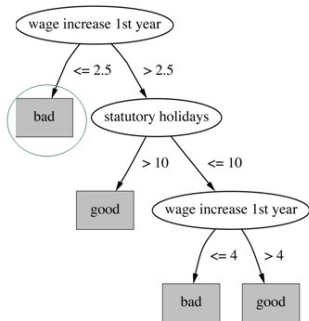 wage increase 1st year
<= 2.5 > 2.5
bad
statutory holidays
> 10 <= 10
good
wage increase 1st year
<= 4 > 4
bad good